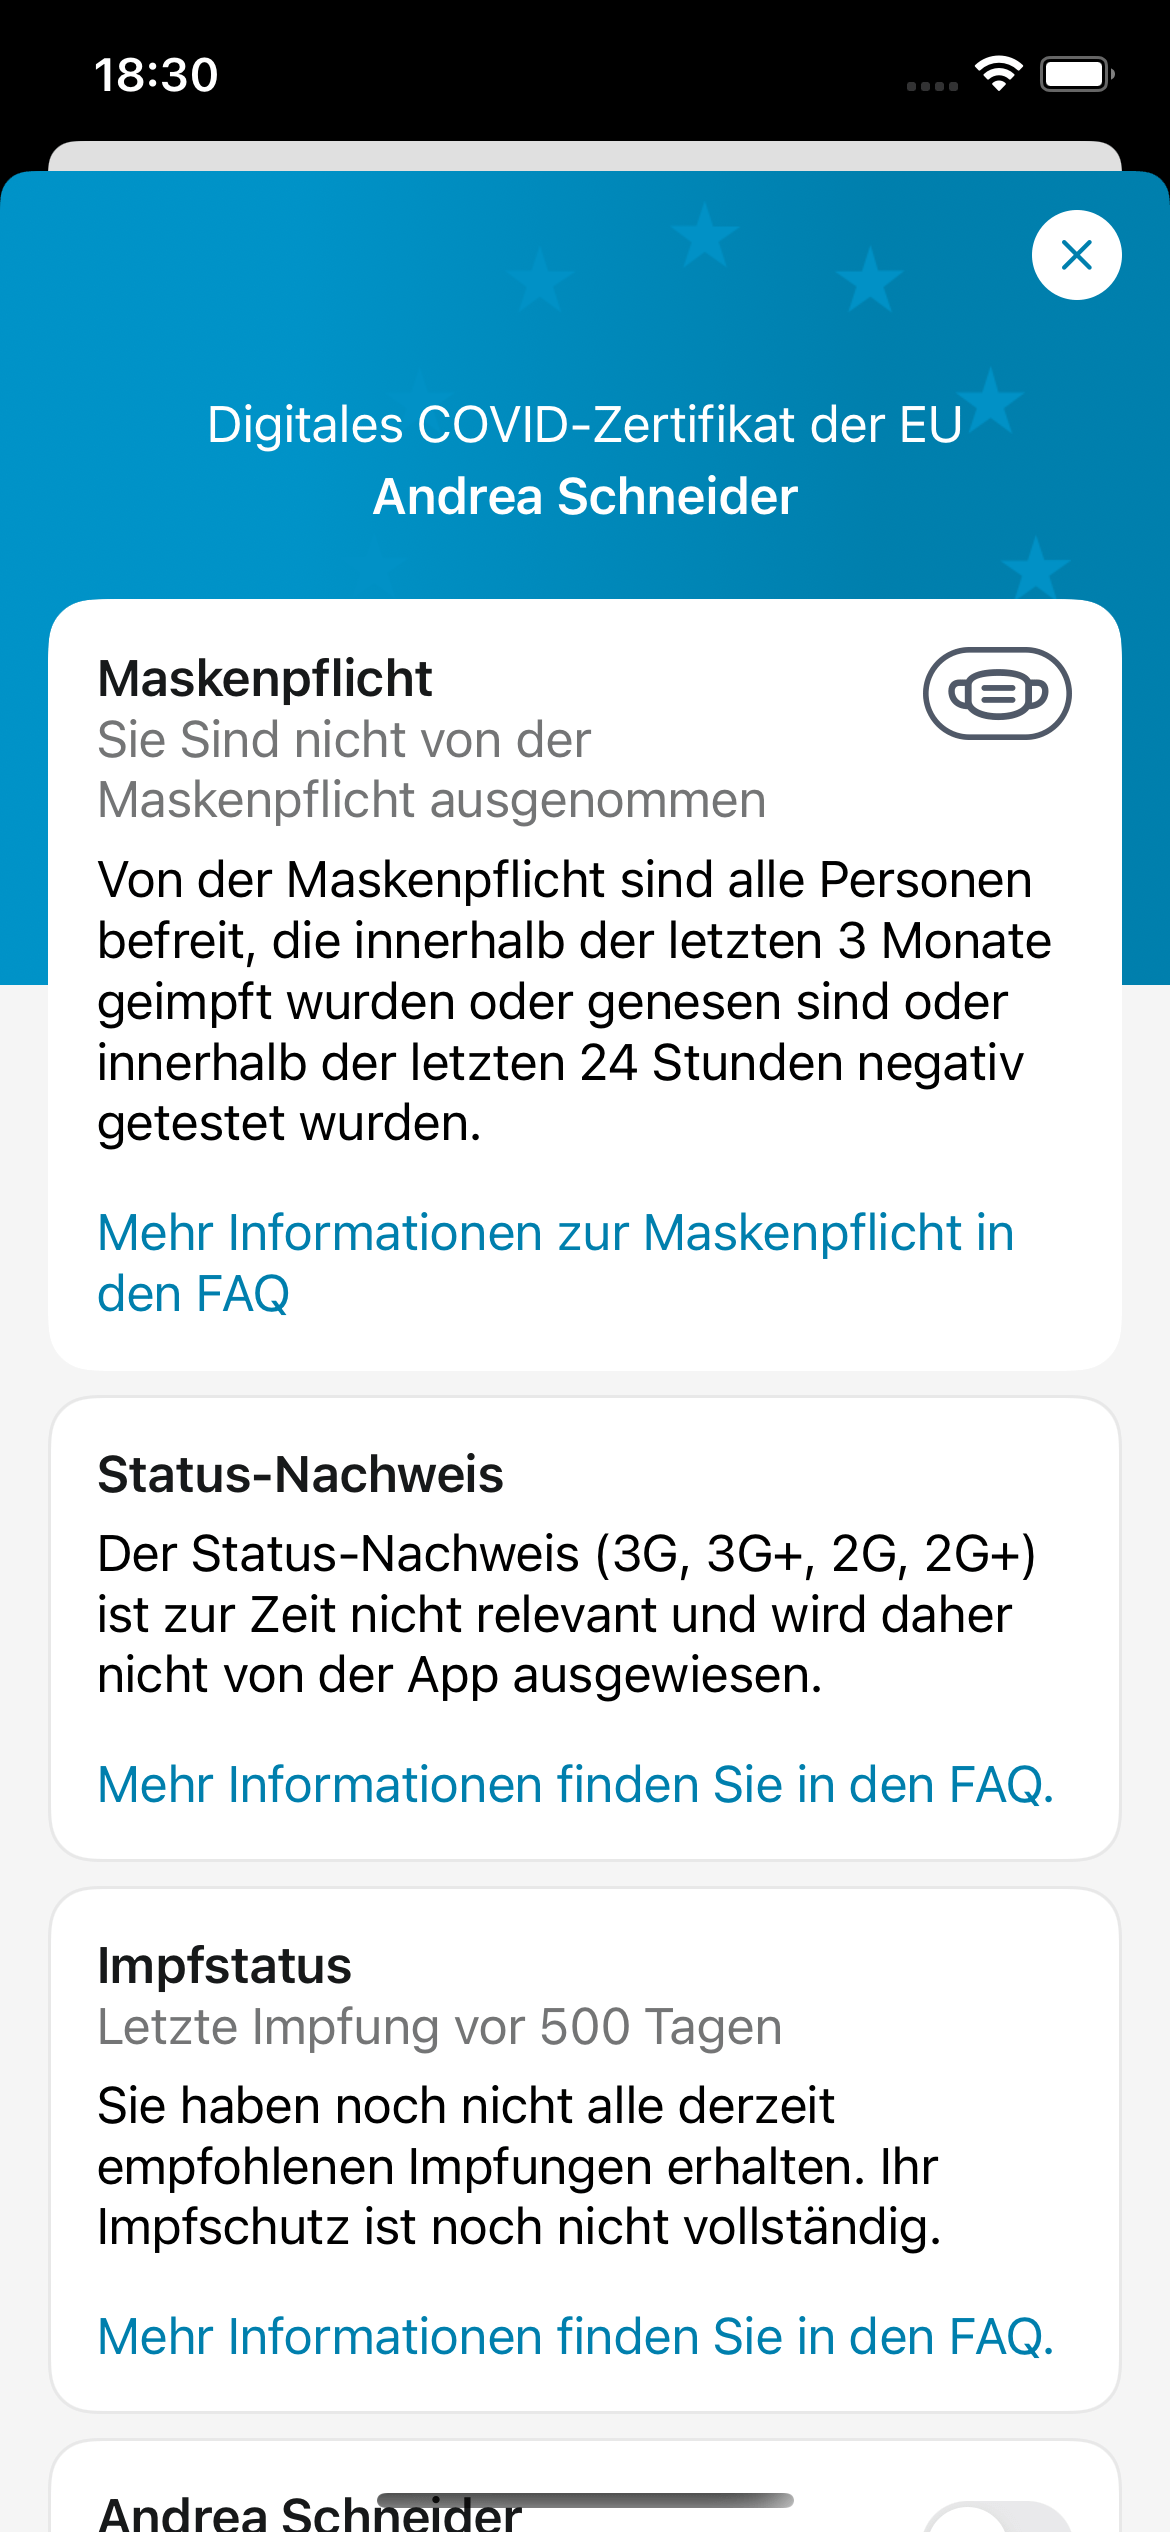 18:30
Digitales COVID-Zertifikat der EU
Andrea Schneider
Maskenpflicht
Sie Sind nicht von der
Maskenpflicht ausgenommen
Von der Maskenpflicht sind alle Personen
befreit, die innerhalb der letzten 3 Monate
geimpft wurden oder genesen sind oder
innerhalb der letzten 24 Stunden negativ
getestet wurden.
Mehr Informationen zur Maskenpflicht in
den FAQ
Status-Nachweis
Der Status-Nachweis (3G, 3G+, 2G, 2G+)
ist zur Zeit nicht relevant und wird daher
nicht von der App ausgewiesen.
Mehr Informationen finden Sie in den FAQ.
Impfstatus
Letzte Impfung vor 500 Tagen
Sie haben noch nicht alle derzeit
empfohlenen Impfungen erhalten. Ihr
Impfschutz ist noch nicht vollständig.
Mehr Informationen finden Sie in den FAQ.
Andrea Schneider